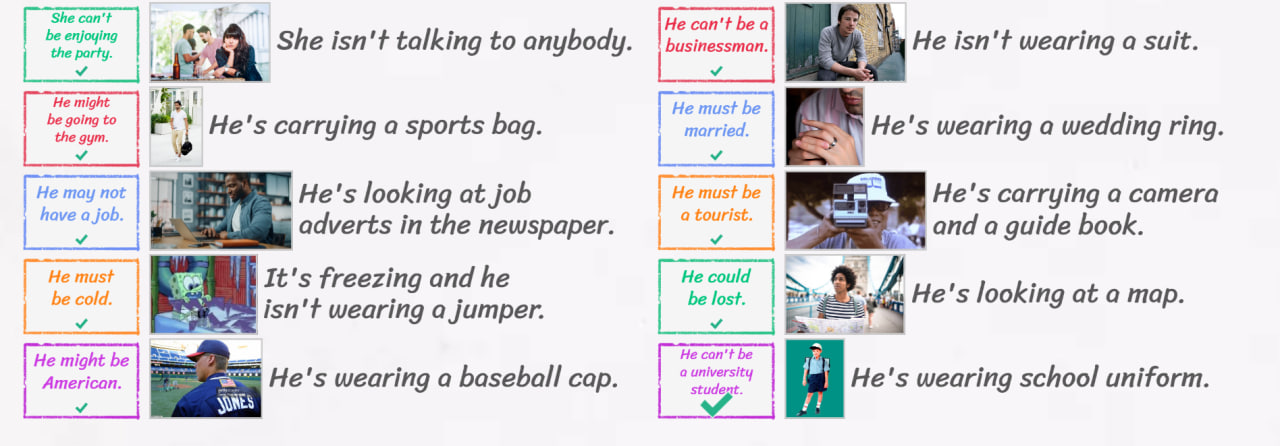 She can't
be enjoying
the party.
She isn't talking to anybody.
He might
be going to
the gym.
He's carrying a sports bag.
He may not
have a job.
He's looking at job
adverts in the newspaper.
He must
be cold.
It's freezing and he
isn't wearing a jumper.
He might be
American.
JONES
He's wearing a baseball cap.
He can't be a
businessman.
He isn't wearing a suit.
He must be
married.
He's wearing a wedding ring.
He must be
a tourist.
He's carrying a camera
and a guide book.
He could
be lost.
He's looking at a map.
He can't be
a university
student.
He's wearing school uniform.